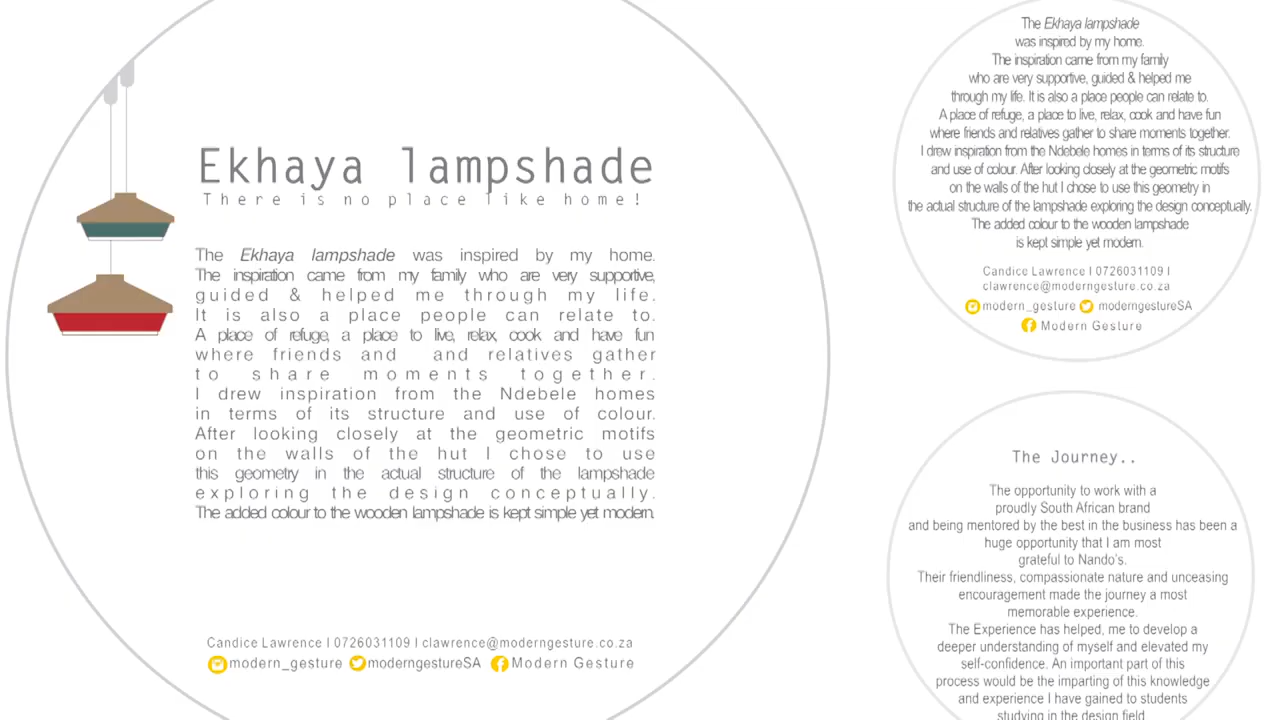 Ekhaya lampshade
There is no place like home!
The Ekhaya lampshade was inspired by my home.
The inspiration came from my family who are very supportive,
guided & helped me through my life.
It is also a place people can relate to.
A place of refuge, a place to live, relax, cook and have fun
where friends and and relatives gather
to share moments together.
I drew inspiration from the Ndebele homes
in terms of its structure and use of colour.
After looking closely at the geometric motifs
on the walls of the hut I chose to use
this geometry in the actual structure of the lampshade
exploring the design conceptually.
The added colour to the wooden lampshade is kept simple yet modern.
Candice Lawrence I 0726031109 I clawrence@moderngesture.co.za
modern_gesture moderngestureSA Modern Gesture
The Ekhaya lampshade
was inspired by my home.
The inspiration came from my family
who are very supportive, guided & helped me
through my life. It is also a place people can relate to.
A place of refuge, a place to live, relax, cook and have fun
where friends and relatives gather to share moments together.
I drew inspiration from the Ndebele homes in terms of its structure
and use of colour. After looking closely at the geometric motifs
on the walls of the hut I chose to use this geometry in
the actual structure of the lampshade exploring the design conceptually.
The added colour to the wooden lampshade
is kept simple yet modern.
Candice Lawrence I 0726031109 I
clawrence@moderngesture.co.za
modern_gesture moderngestureSA
Modern Gesture
The Journey..
The opportunity to work with a
proudly South African brand
and being mentored by the best in the business has been a
huge opportunity that I am most
grateful to Nando's.
Their friendliness, compassionate nature and unceasing
encouragement made the journey a most
memorable experience.
The Experience has helped, me to develop a
deeper understanding of myself and elevated my
self-confidence. An important part of this
process would be the imparting of this knowledge
and experience I have gained to students
studying in the design field